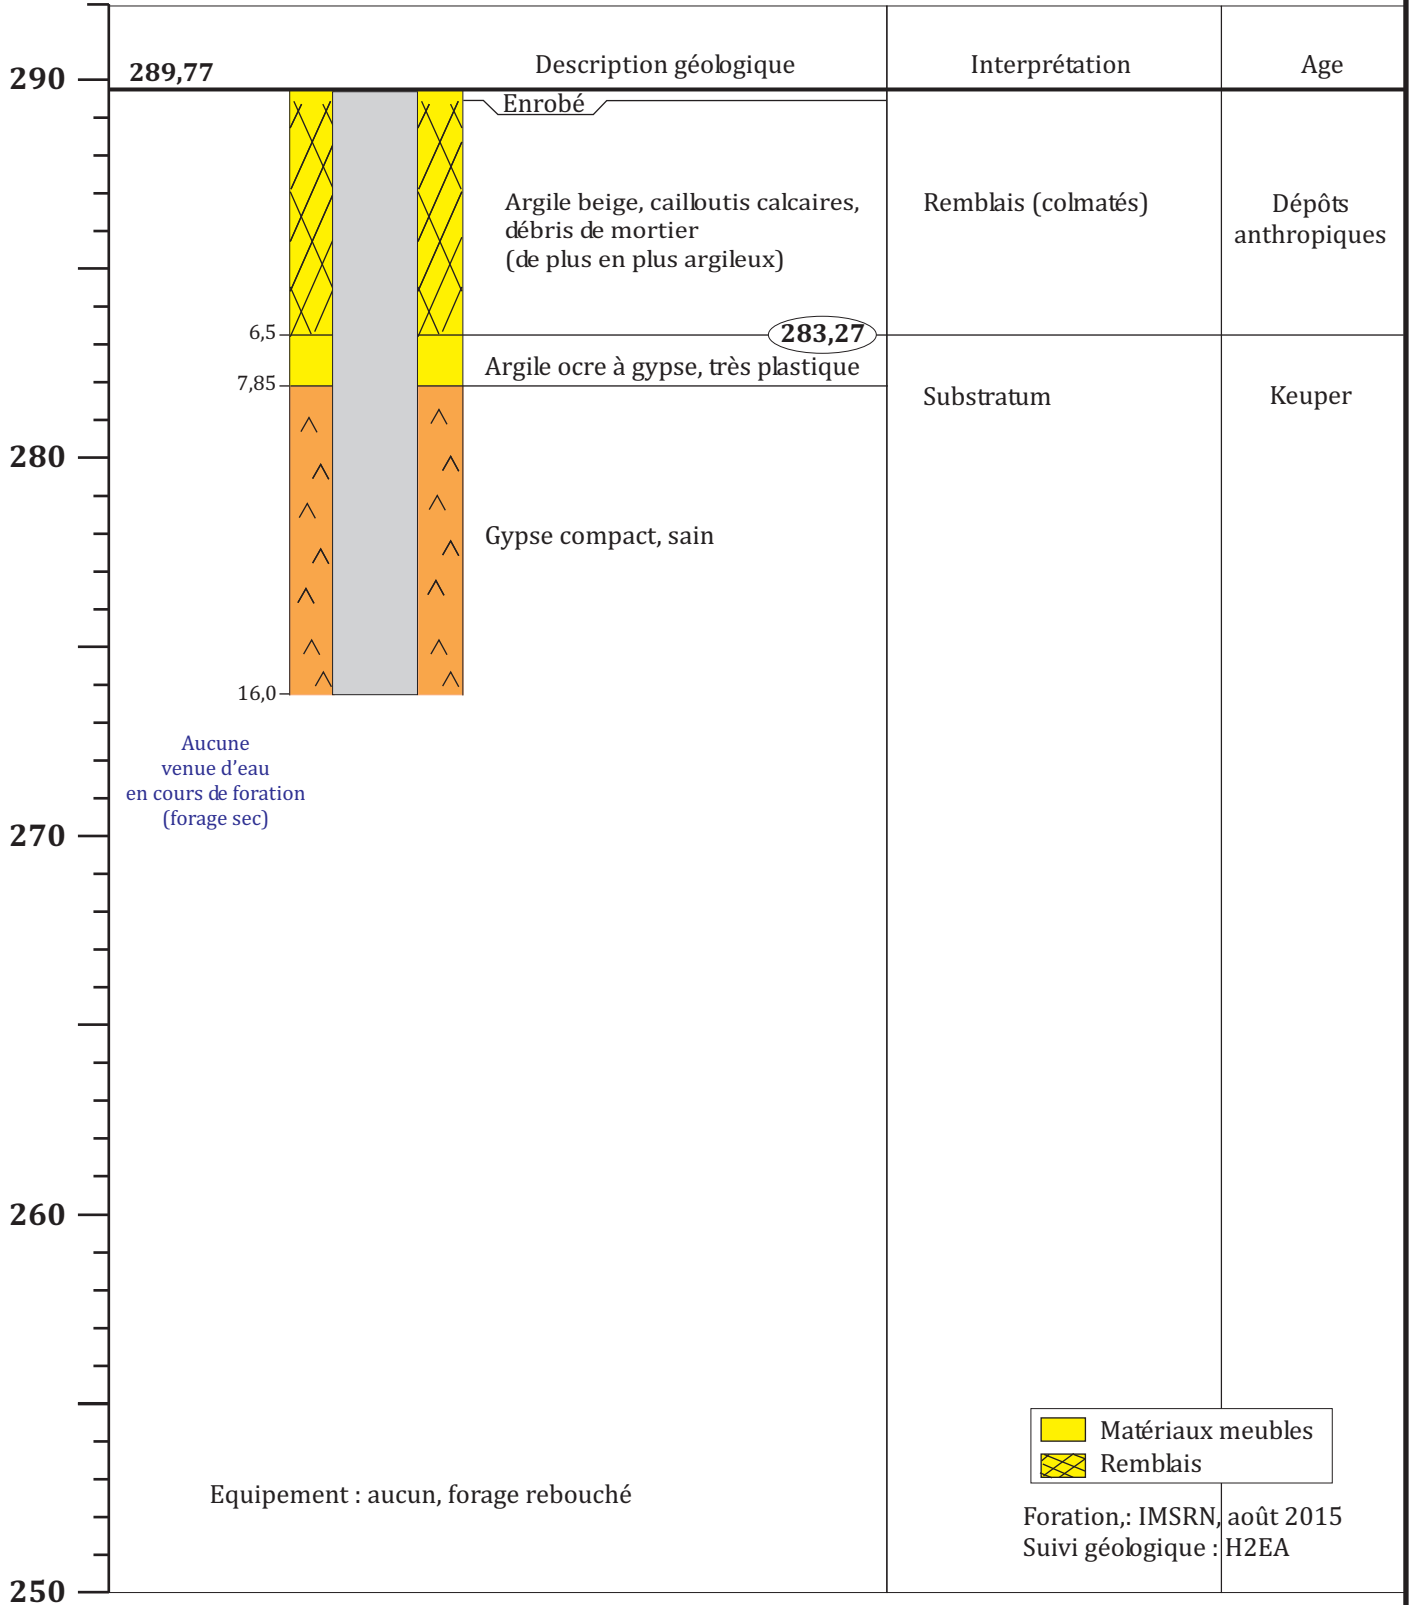 289,77
Description géologique
Interprétation
Age
290
Enrobé
Argile beige, cailloutis calcaires,
débris de mortier
(de plus en plus argileux)
Remblais (colmatés)
Dépôts
anthropiques
6,5
283,27
Argile ocre à gypse, très plastique
7,85
Substratum
Keuper
280
Gypse compact, sain
16,0
Aucune
venue d'eau
en cours de foration
(forage sec)
270
260
Matériaux meubles
Remblais
Equipement : aucun, forage rebouché
Foration,: IMSRN, août 2015
Suivi géologique : H2EA
250